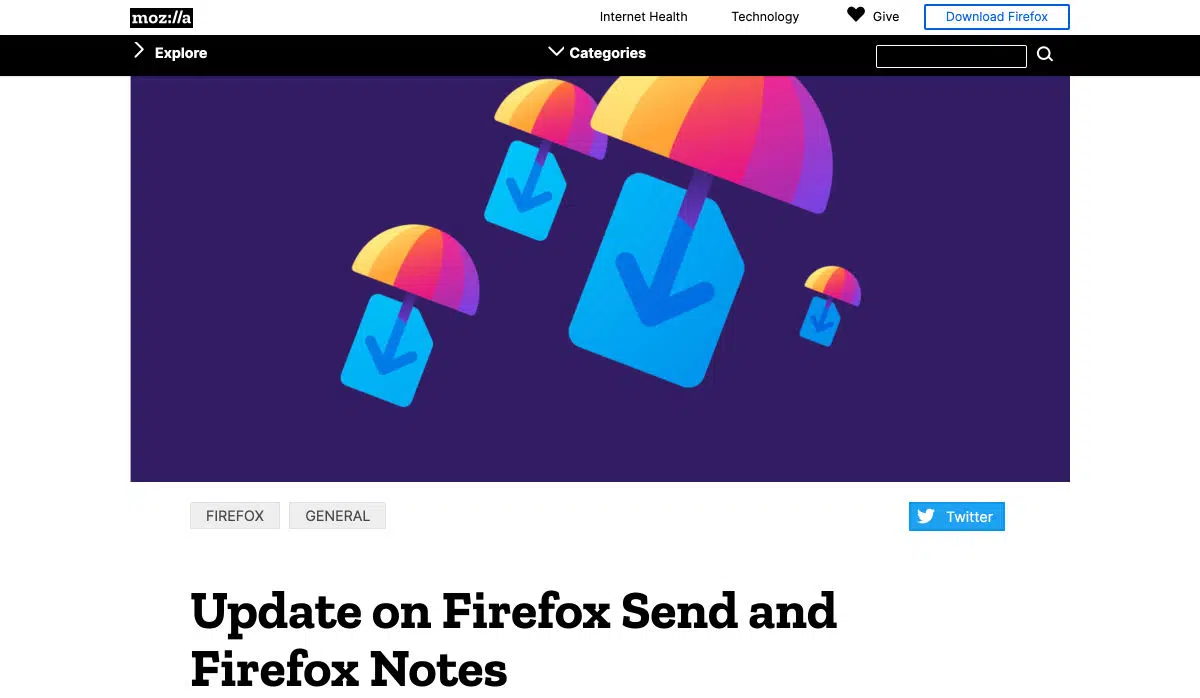 moz://a
Internet Health
Technology
Give
Download Firefox
Explore
Categories
FIREFOX
GENERAL
Twitter
Update on Firefox Send and
Firefox Notes